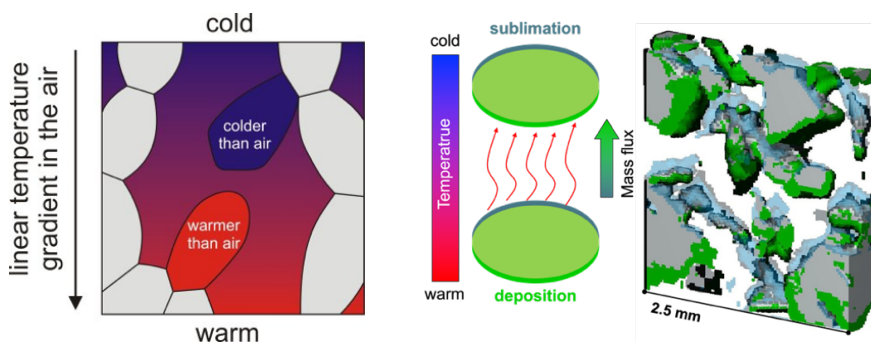 cold
linear temperature
gradient in the air
colder
than air
warmer
than air
warm
cold
Temperatrue
warm
sublimation
Mass flux
deposition
2.5 mm